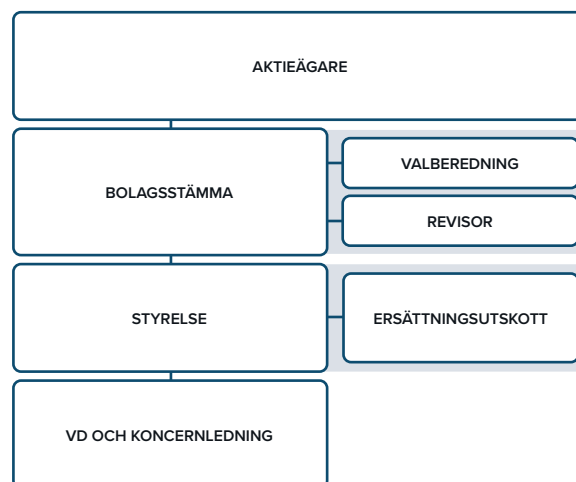 AKTIEÄGARE
BOLAGSSTÄMMA
VALBEREDNING
REVISOR
STYRELSE
ERSÄTTNINGSUTSKOTT
VD OCH KONCERNLEDNING